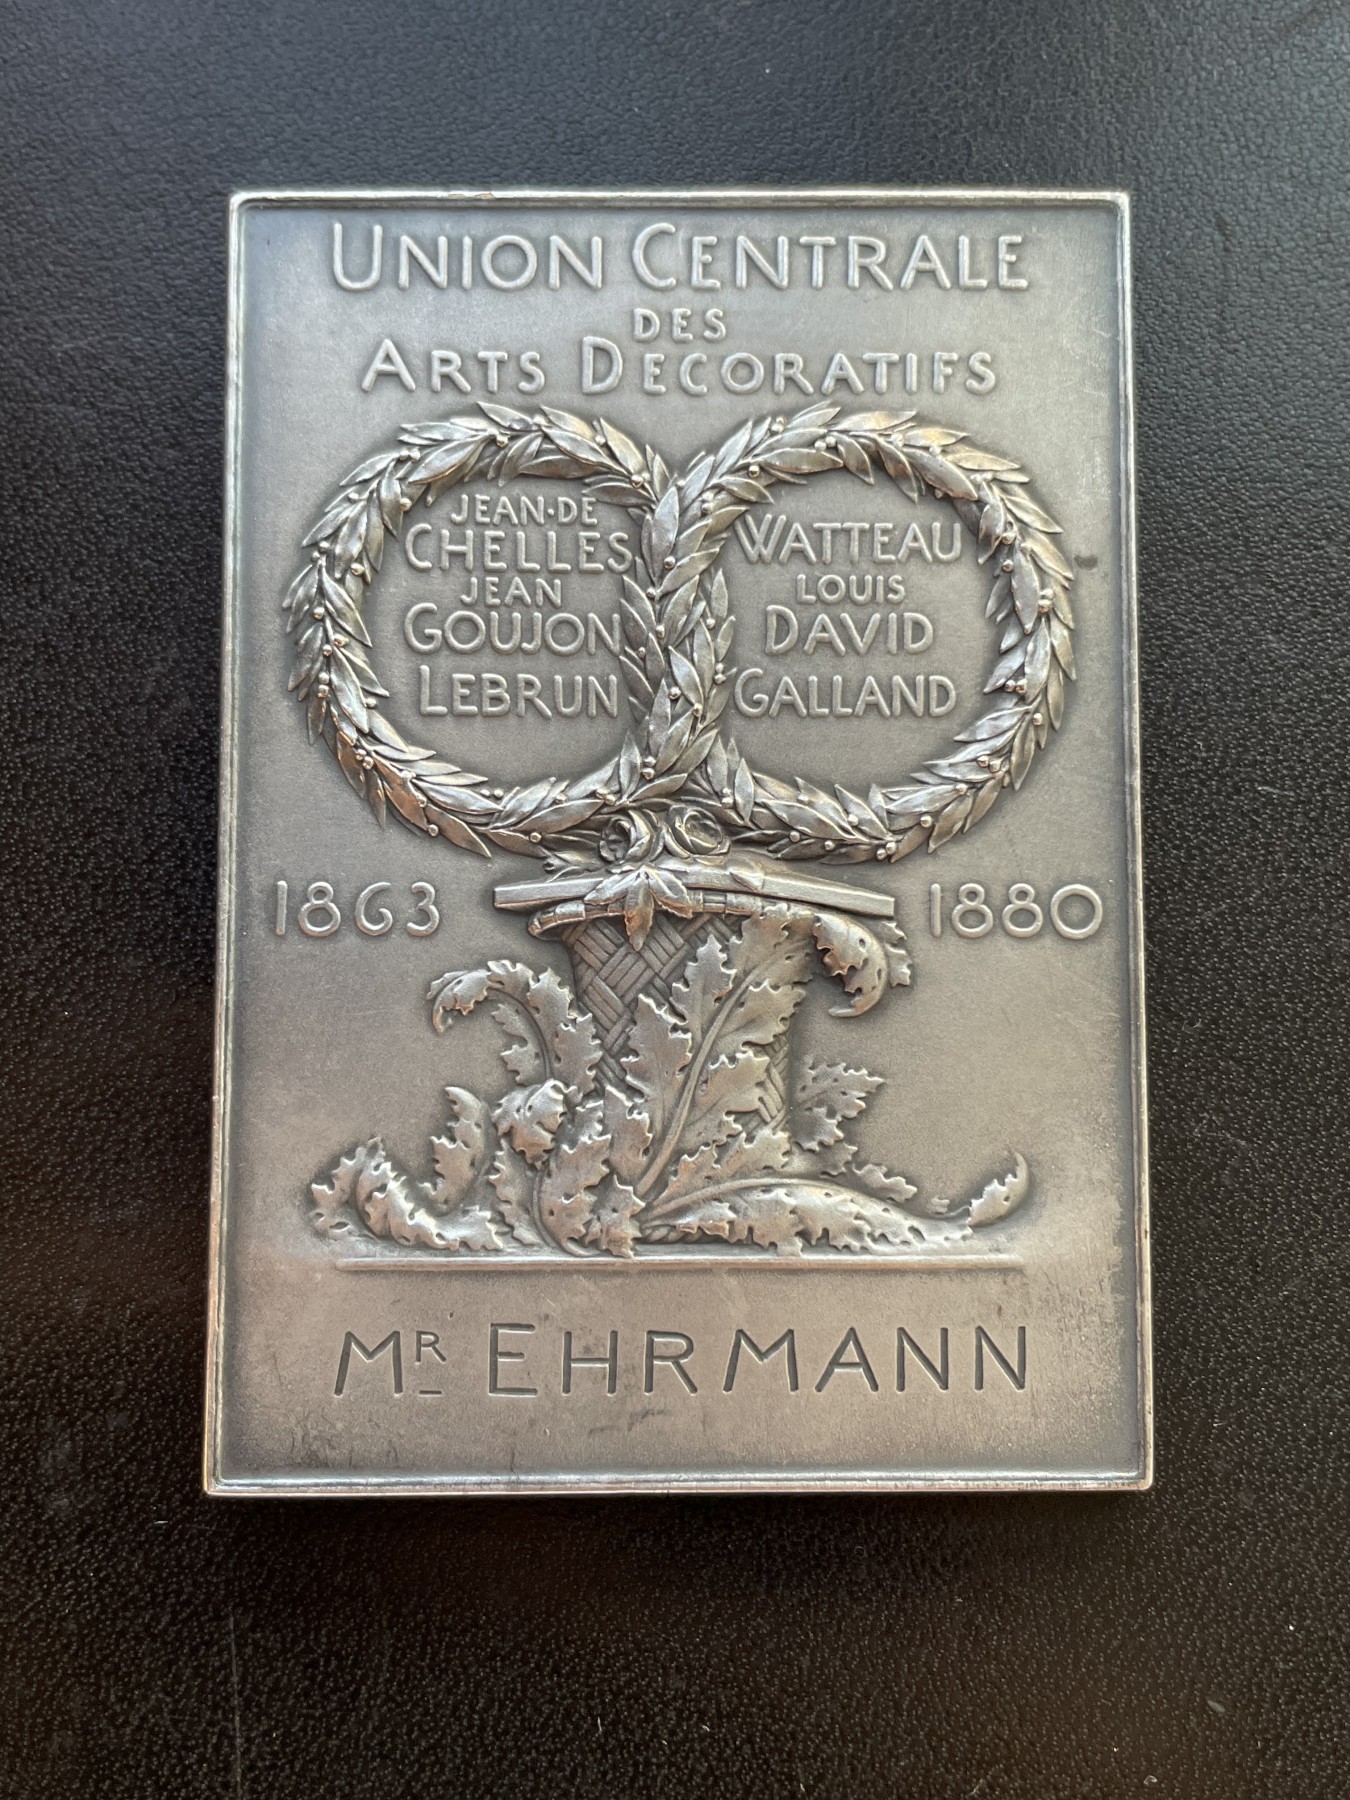 UNION CENTRALE
DES
ARTS DECORATIFS
JEAN·DE
CHELLES
JEAN
GOUJON
LEBRUN
WATTEAU
LOUIS
DAVID
GALLAND
1863
1880
MR EHRMANN